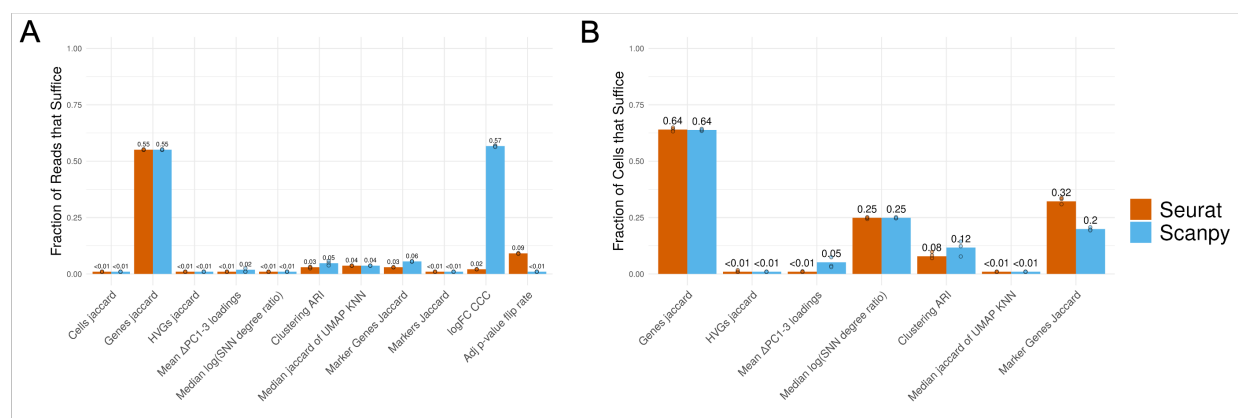 A
Fraction of Reads that Suffice
1.00
0.75
0.50
0.25
0.00
<0.01 <0.01
0.55 0.55
<0.01 <0.01
<0.01 0.02
<0.01 <0.01
0.03 0.05
0.04 0.04
0.03 0.06
<0.01 <0.01
0.02 0.57
0.09 <0.01
Cells jaccard
Genes jaccard
HVGs jaccard
Mean ΔPC1-3 loadings
Median log(SNN degree ratio)
Clustering ARI
Median jaccard of UMAP KNN
Marker Genes Jaccard
Markers Jaccard
logFC CCC
Adj p-value flip rate
B
Fraction of Cells that Suffice
1.00
0.75
0.50
0.25
0.00
0.64 0.64
<0.01 <0.01
<0.01 0.05
0.25 0.25
0.08 0.12
<0.01 <0.01
0.32 0.2
Genes jaccard
HVGs jaccard
Mean ΔPC1-3 loadings
Median log(SNN degree ratio)
Clustering ARI
Median jaccard of UMAP KNN
Marker Genes Jaccard
Seurat
Scanpy